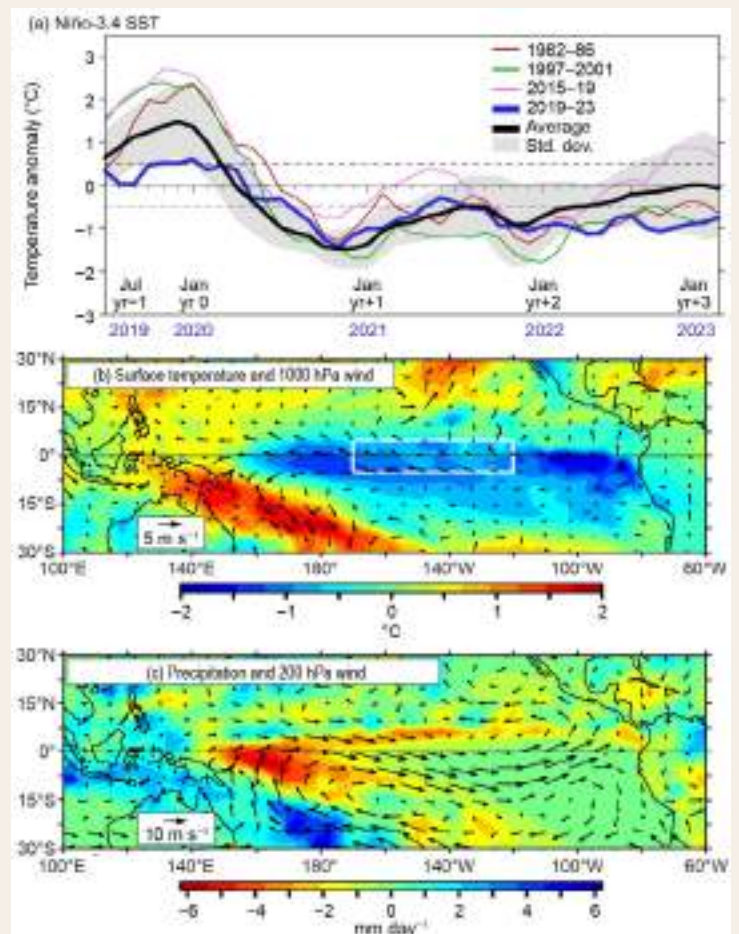 (a) Niño-3.4 SST
Temperature anomaly (°C)
3
2
1
0
−1
−2
−3
1982–86
1997–2001
2015–19
2019–23
Average
Std. dev.
Jul Jan Jan Jan Jan
yr−1 yr 0 yr+1 yr+2 yr+3
2019 2020 2021 2022 2023
30°N
(b) Surface temperature and 1000 hPa wind
15°N
0°
15°S
5 m s⁻¹
30°S
100°E 140°E 180° 140°W 100°W 60°W
−2 −1 0 1 2
°C
30°N
(c) Precipitation and 200 hPa wind
15°N
0°
15°S
10 m s⁻¹
30°S
100°E 140°E 180° 140°W 100°W 60°W
−6 −4 −2 0 2 4 6
mm day⁻¹